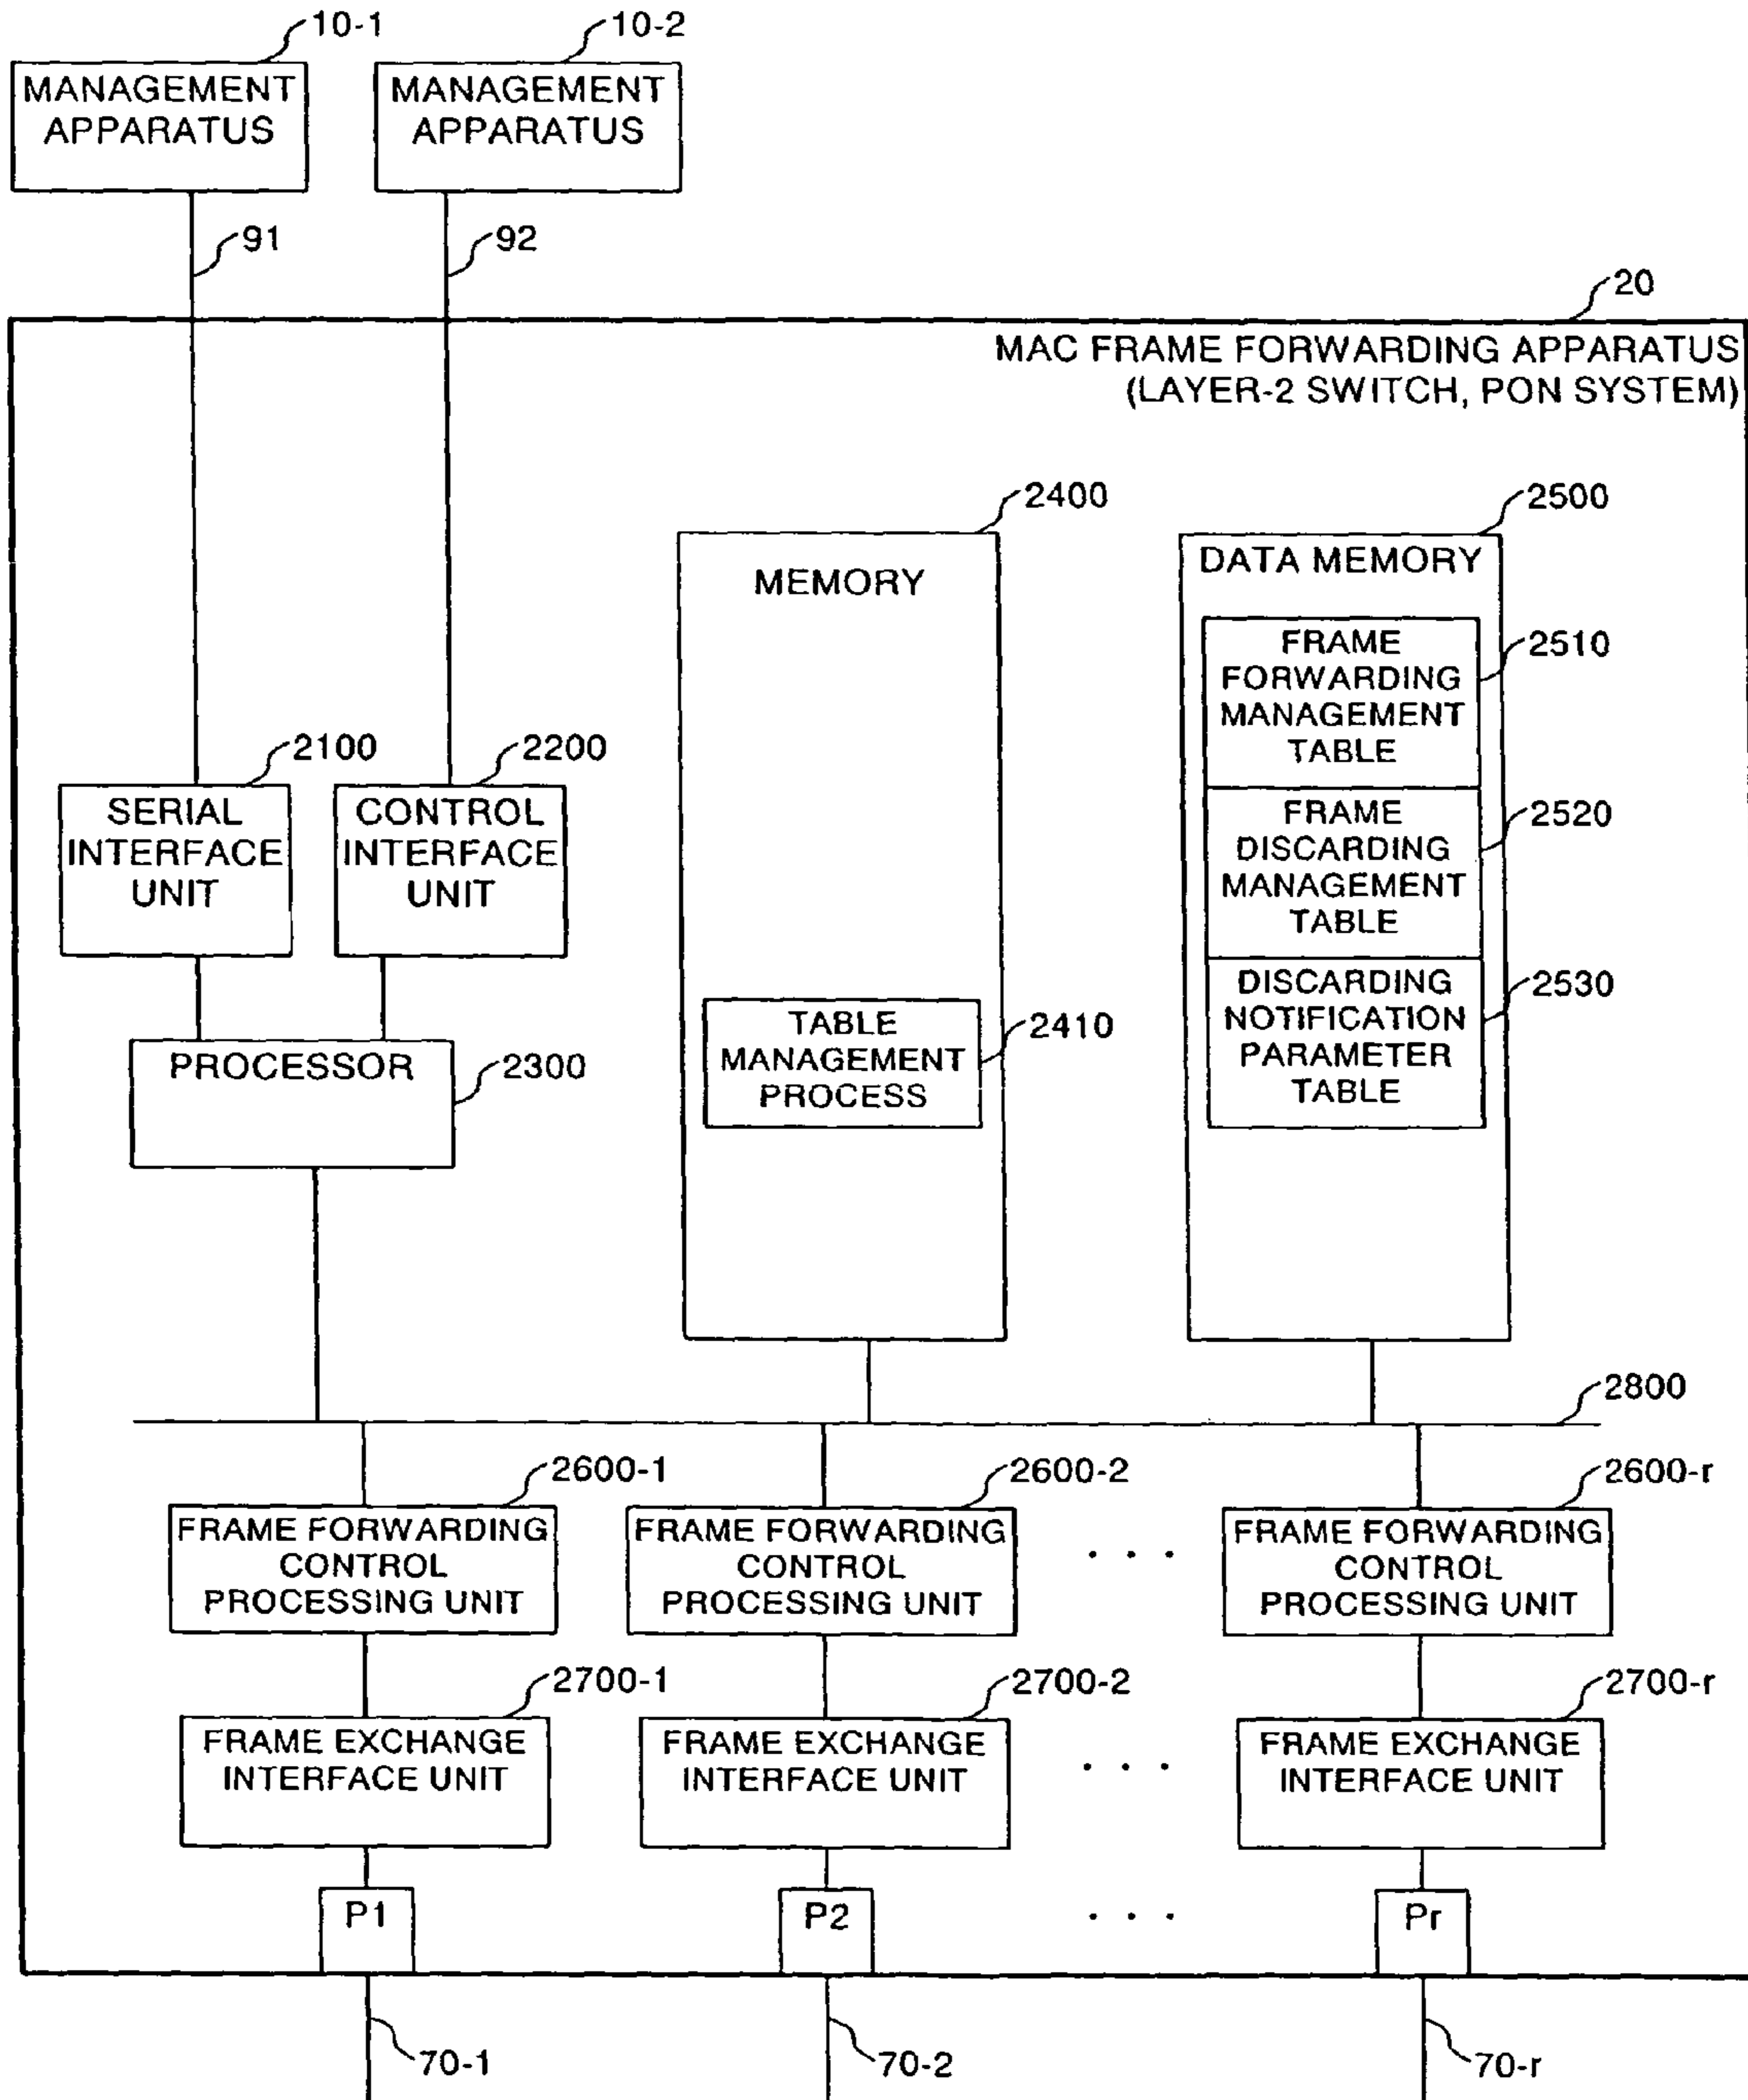 10-1
10-2
MANAGEMENT
APPARATUS
MANAGEMENT
APPARATUS
91
92
20
MAC FRAME FORWARDING APPARATUS
(LAYER-2 SWITCH, PON SYSTEM)
2400
MEMORY
2500
DATA MEMORY
FRAME
FORWARDING
MANAGEMENT
TABLE
2510
2100
SERIAL
INTERFACE
UNIT
2200
CONTROL
INTERFACE
UNIT
FRAME
DISCARDING
MANAGEMENT
TABLE
2520
DISCARDING
NOTIFICATION
PARAMETER
TABLE
2530
TABLE
MANAGEMENT
PROCESS
2410
PROCESSOR
2300
2800
2600-1
FRAME FORWARDING
CONTROL
PROCESSING UNIT
2600-2
FRAME FORWARDING
CONTROL
PROCESSING UNIT
. . .
2600-r
FRAME FORWARDING
CONTROL
PROCESSING UNIT
2700-1
FRAME EXCHANGE
INTERFACE UNIT
2700-2
FRAME EXCHANGE
INTERFACE UNIT
. . .
2700-r
FRAME EXCHANGE
INTERFACE UNIT
P1
P2
. . .
Pr
70-1
70-2
70-r